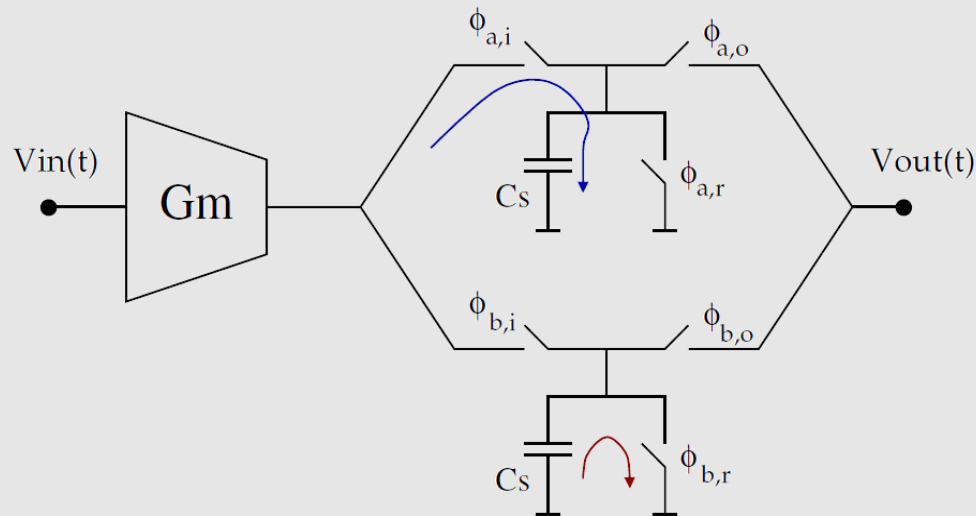 ϕa,i
ϕa,o
Vin(t)
Gm
Cs
ϕa,r
Vout(t)
ϕb,i
ϕb,o
Cs
ϕb,r